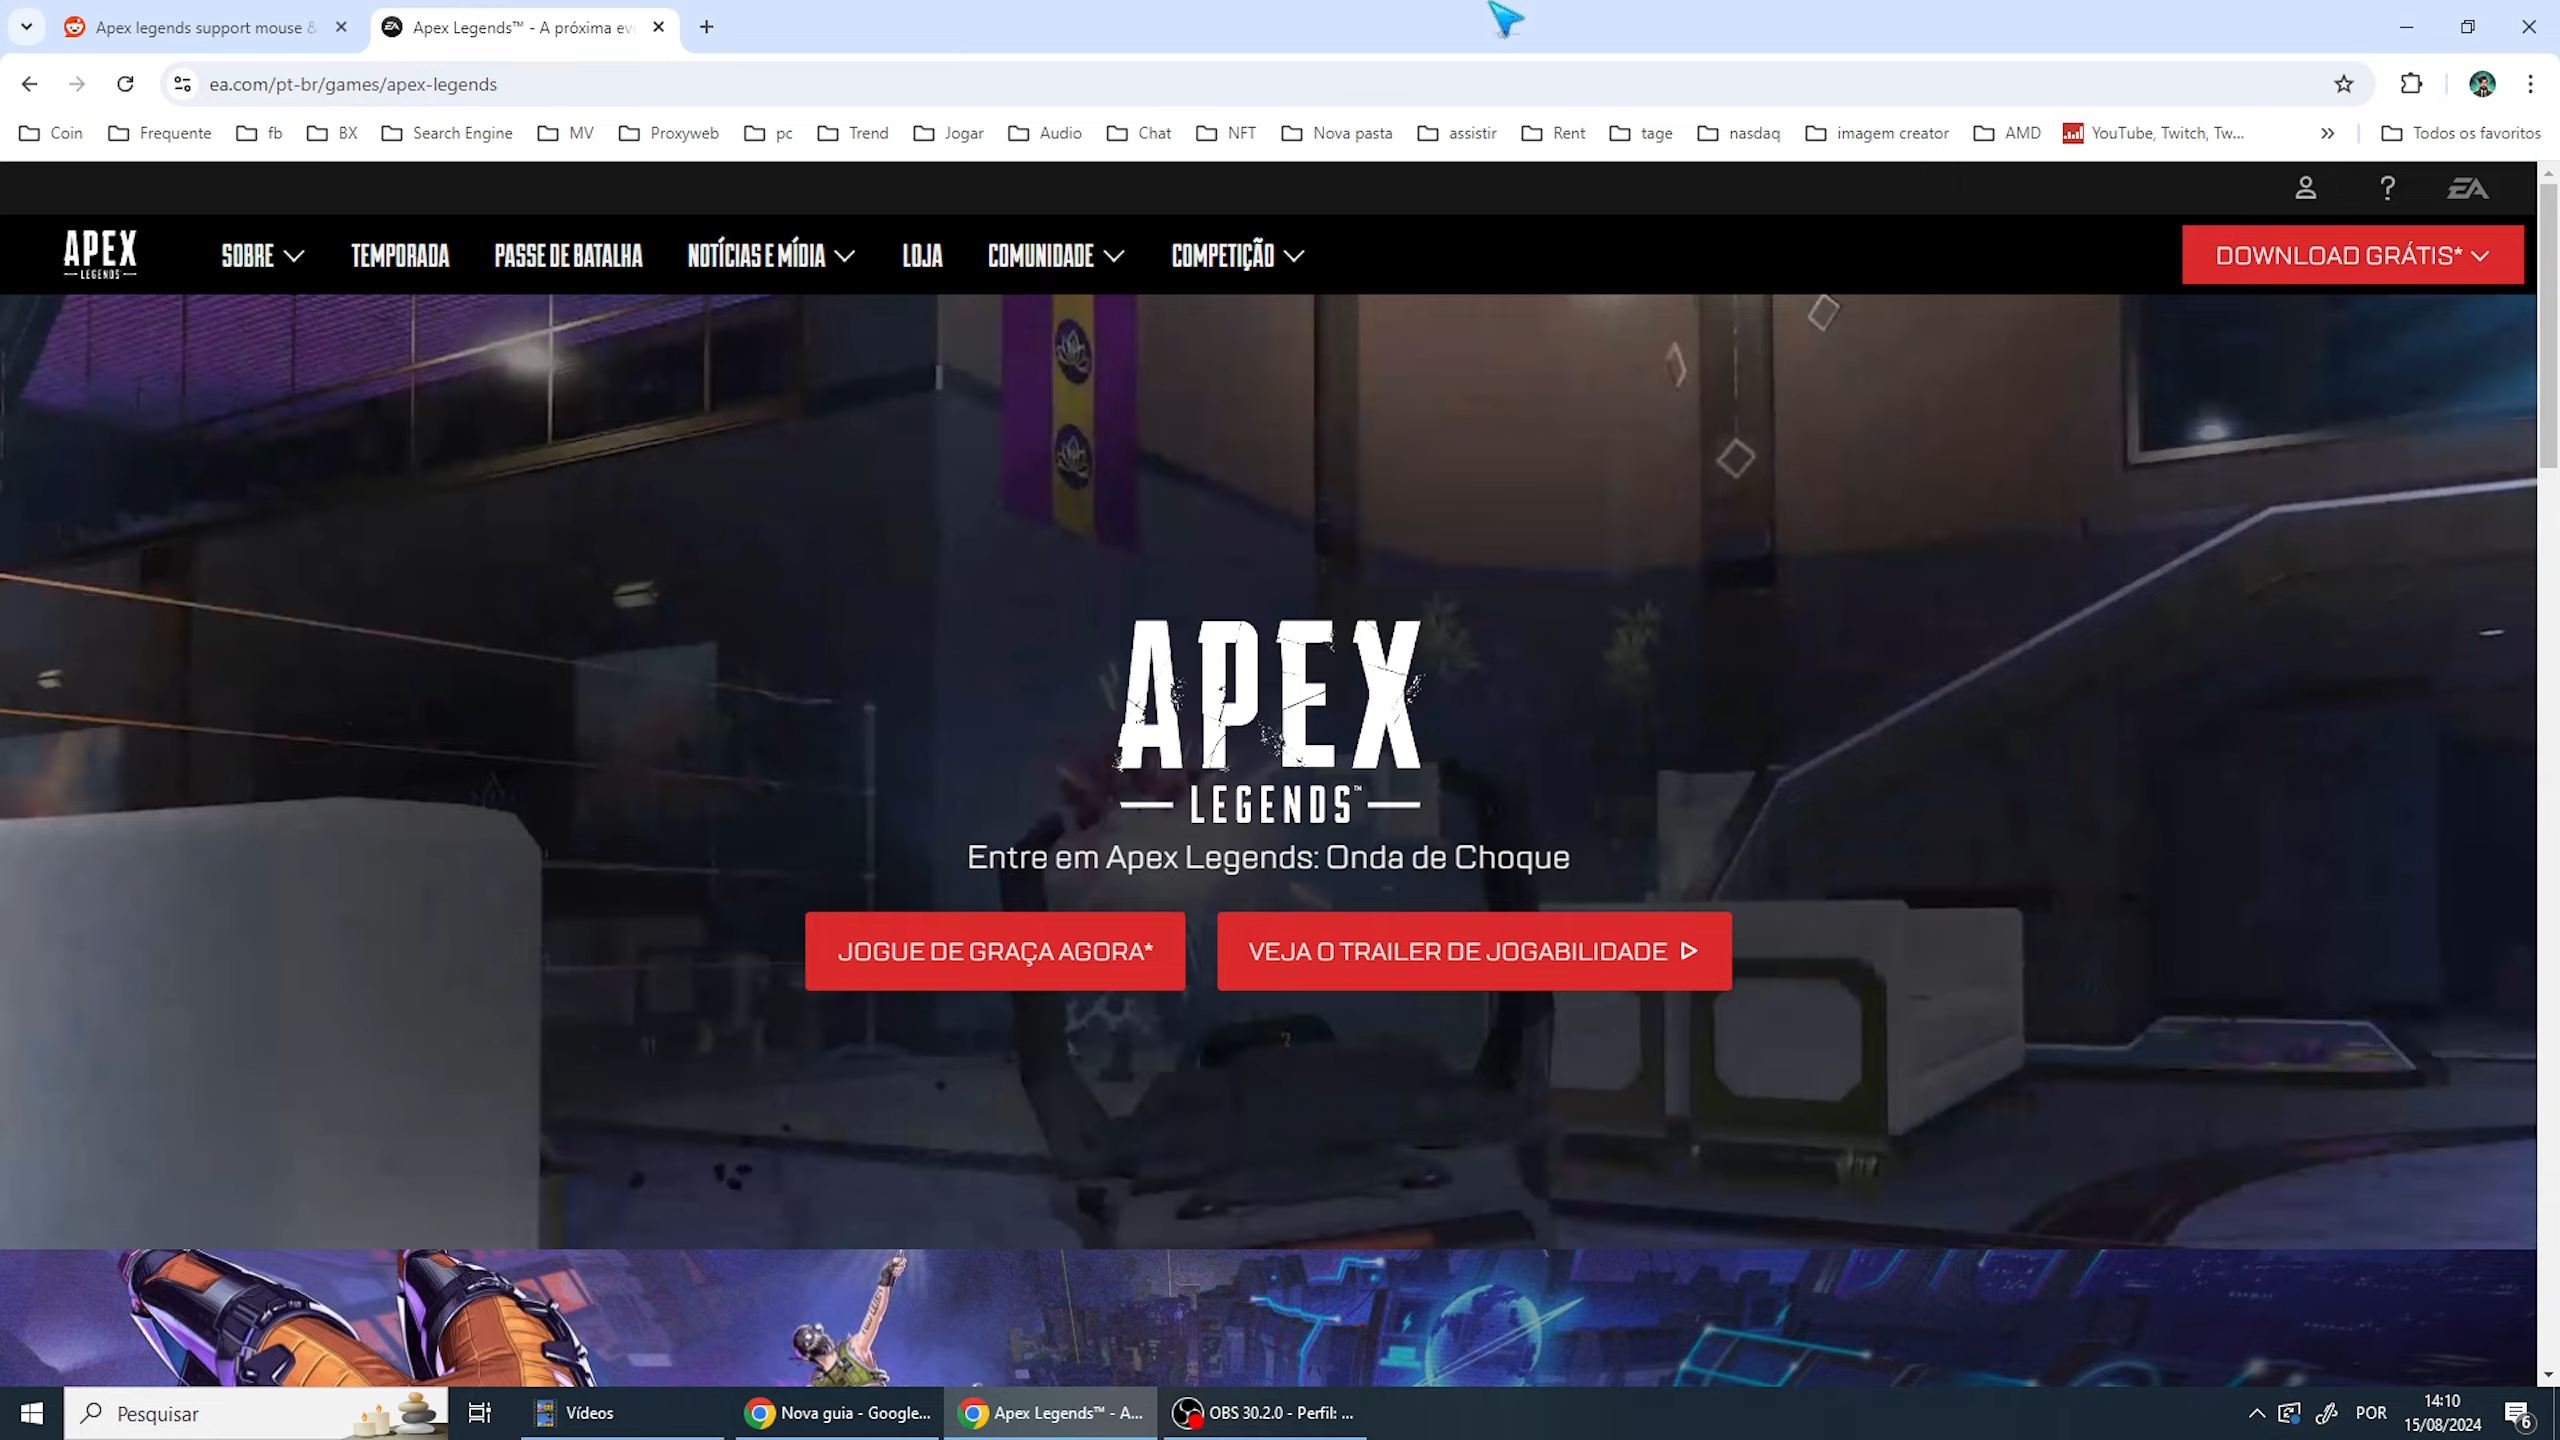 Apex legends support mouse &
Apex Legends™ - A próxima ev
ea.com/pt-br/games/apex-legends
Coin
Frequente
fb
BX
Search Engine
MV
Proxyweb
pc
Trend
Jogar
Audio
Chat
NFT
Nova pasta
assistir
Rent
tage
nasdaq
imagem creator
AMD
YouTube, Twitch, Tw...
Todos os favoritos
EA
APEX
LEGENDS
SOBRE
TEMPORADA
PASSE DE BATALHA
NOTÍCIAS E MÍDIA
LOJA
COMUNIDADE
COMPETIÇÃO
DOWNLOAD GRÁTIS*
APEX
LEGENDS™
Entre em Apex Legends: Onda de Choque
JOGUE DE GRAÇA AGORA*
VEJA O TRAILER DE JOGABILIDADE
Pesquisar
Vídeos
Nova guia - Google...
Apex Legends™ - A...
OBS 30.2.0 - Perfil: ...
POR
14:10
15/08/2024
6